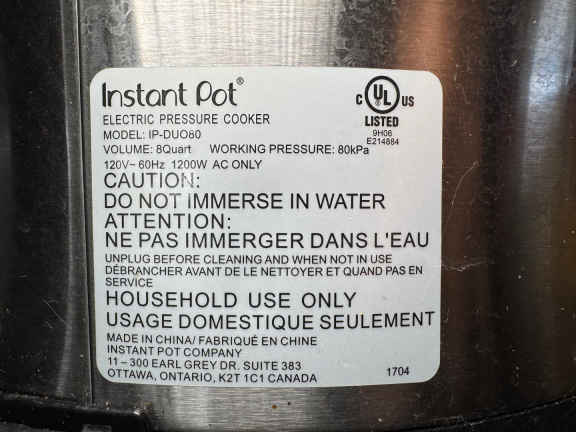 Instant Pot®
ELECTRIC PRESSURE COOKER
MODEL: IP-DUO80
VOLUME: 8Quart WORKING PRESSURE: 80kPa
120V~ 60Hz 1200W AC ONLY
C UL US
LISTED
9H06
E214884
CAUTION:
DO NOT IMMERSE IN WATER
ATTENTION:
NE PAS IMMERGER DANS L'EAU
UNPLUG BEFORE CLEANING AND WHEN NOT IN USE
DÉBRANCHER AVANT DE LE NETTOYER ET QUAND PAS EN
SERVICE
HOUSEHOLD USE ONLY
USAGE DOMESTIQUE SEULEMENT
MADE IN CHINA/ FABRIQUÉ EN CHINE
INSTANT POT COMPANY
11 – 300 EARL GREY DR. SUITE 383
OTTAWA, ONTARIO, K2T 1C1 CANADA
1704